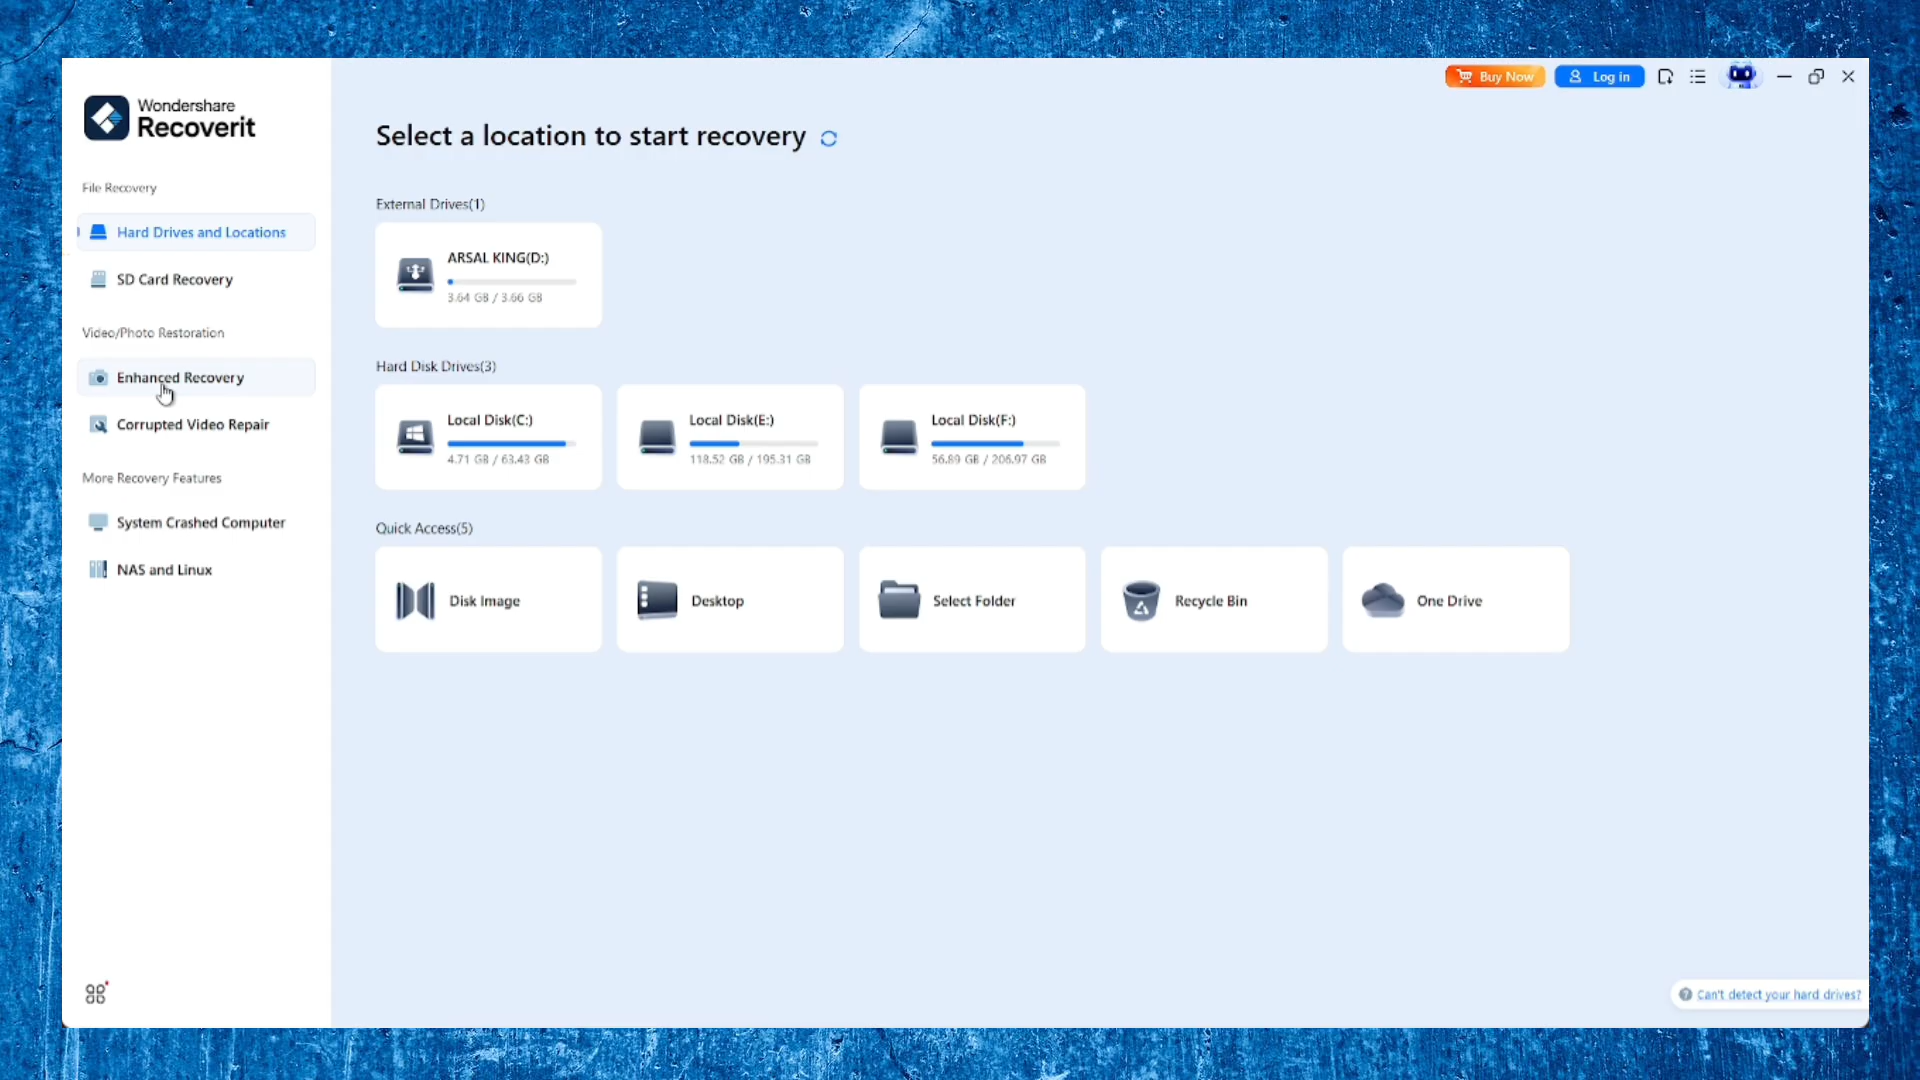 Wondershare
Recoverit
Buy Now
Log in
Select a location to start recovery
File Recovery
Hard Drives and Locations
SD Card Recovery
Video/Photo Restoration
Enhanced Recovery
Corrupted Video Repair
More Recovery Features
System Crashed Computer
NAS and Linux
External Drives(1)
ARSAL KING(D:)
3.64 GB / 3.66 GB
Hard Disk Drives(3)
Local Disk(C:)
4.71 GB / 63.43 GB
Local Disk(E:)
118.52 GB / 195.31 GB
Local Disk(F:)
56.89 GB / 206.97 GB
Quick Access(5)
Disk Image
Desktop
Select Folder
Recycle Bin
One Drive
Can't detect your hard drives?